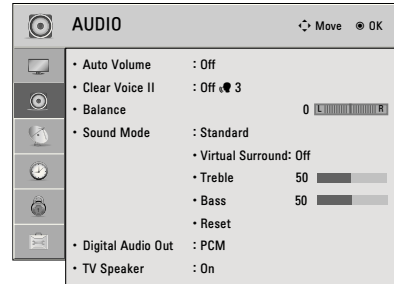 AUDIO Move OK
• Auto Volume : Off
• Clear Voice II : Off 3
• Balance 0 L R
• Sound Mode : Standard
• Virtual Surround: Off
• Treble 50
• Bass 50
• Reset
• Digital Audio Out : PCM
• TV Speaker : On